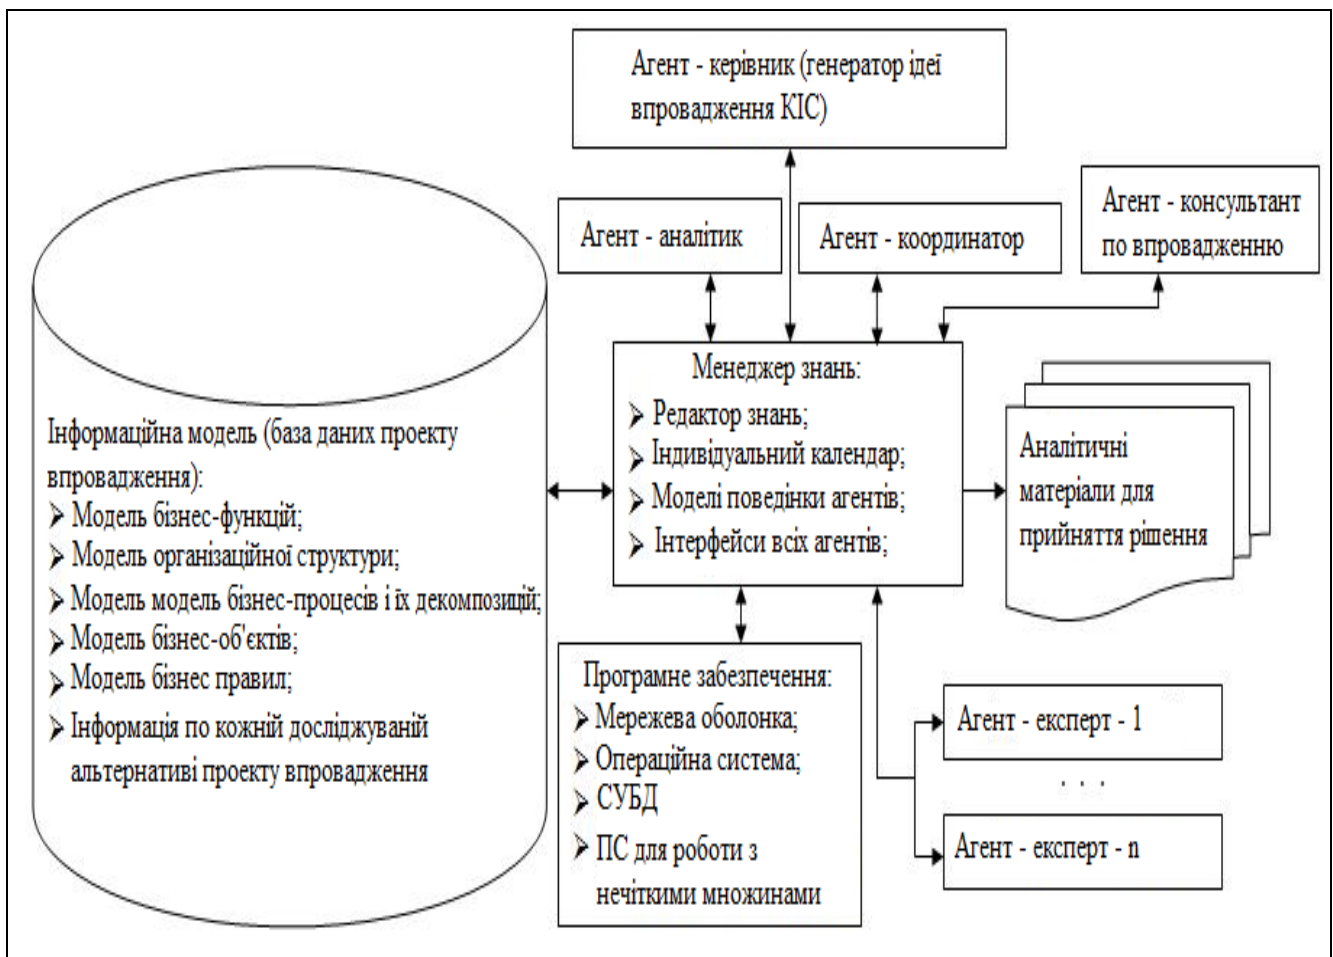 Агент - керівник (генератор ідеї
впровадження КІС)
Агент - аналітик
Агент - координатор
Агент - консультант
по впровадженню
Інформаційна модель (база даних проекту
впровадження):
➢ Модель бізнес-функцій;
➢ Модель організаційної структури;
➢ Модель модель бізнес-процесів і їх декомпозицій;
➢ Модель бізнес-об'єктів;
➢ Модель бізнес правил;
➢ Інформація по кожній досліджуваній
альтернативі проекту впровадження
Менеджер знань:
➢ Редактор знань;
➢ Індивідуальний календар;
➢ Моделі поведінки агентів;
➢ Інтерфейси всіх агентів;
Аналітичні
матеріали для
прийняття рішення
Програмне забезпечення:
➢ Мережева оболонка;
➢ Операційна система;
➢ СУБД
➢ ПС для роботи з
нечіткими множинами
Агент - експерт - 1
. . .
Агент - експерт - n